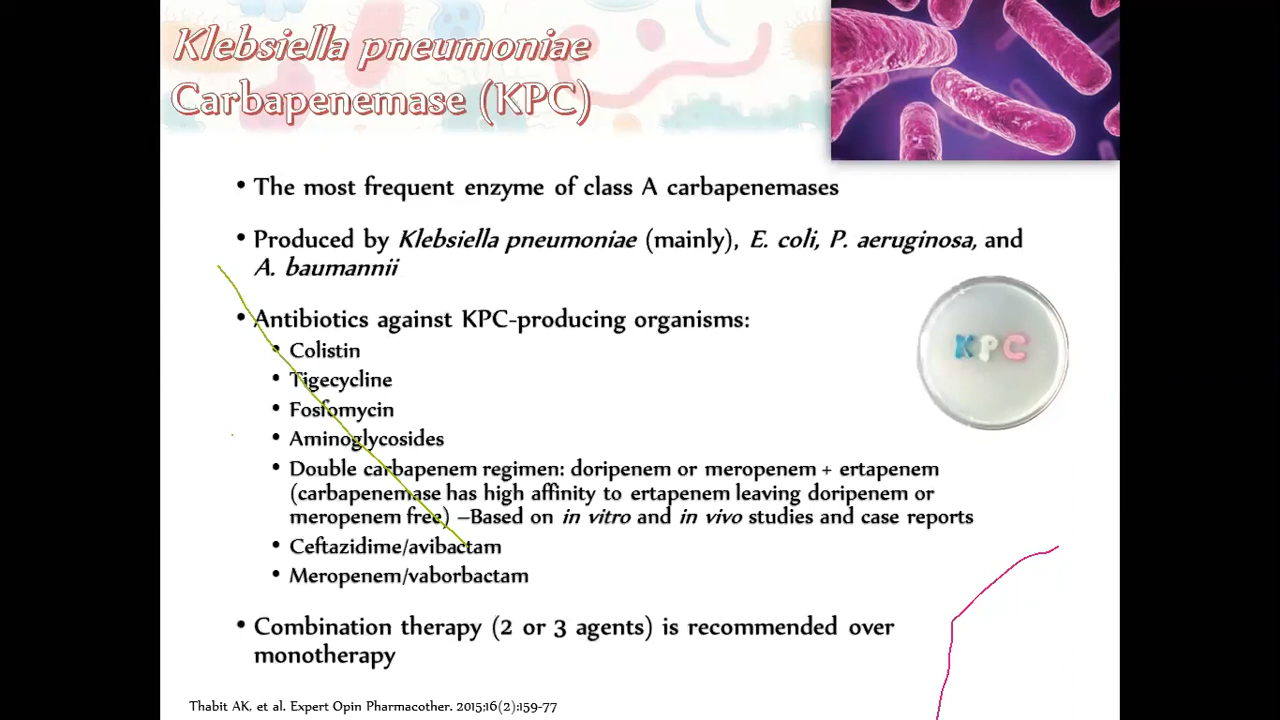 Klebsiella pneumoniae
Carbapenemase (KPC)
• The most frequent enzyme of class A carbapenemases
• Produced by Klebsiella pneumoniae (mainly), E. coli, P. aeruginosa, and
A. baumannii
• Antibiotics against KPC-producing organisms:
• Colistin
• Tigecycline
• Fosfomycin
• Aminoglycosides
• Double carbapenem regimen: doripenem or meropenem + ertapenem
(carbapenemase has high affinity to ertapenem leaving doripenem or
meropenem free) –Based on in vitro and in vivo studies and case reports
• Ceftazidime/avibactam
• Meropenem/vaborbactam
KPC
• Combination therapy (2 or 3 agents) is recommended over
monotherapy
Thabit AK, et al. Expert Opin Pharmacother. 2015;16(2):159-77